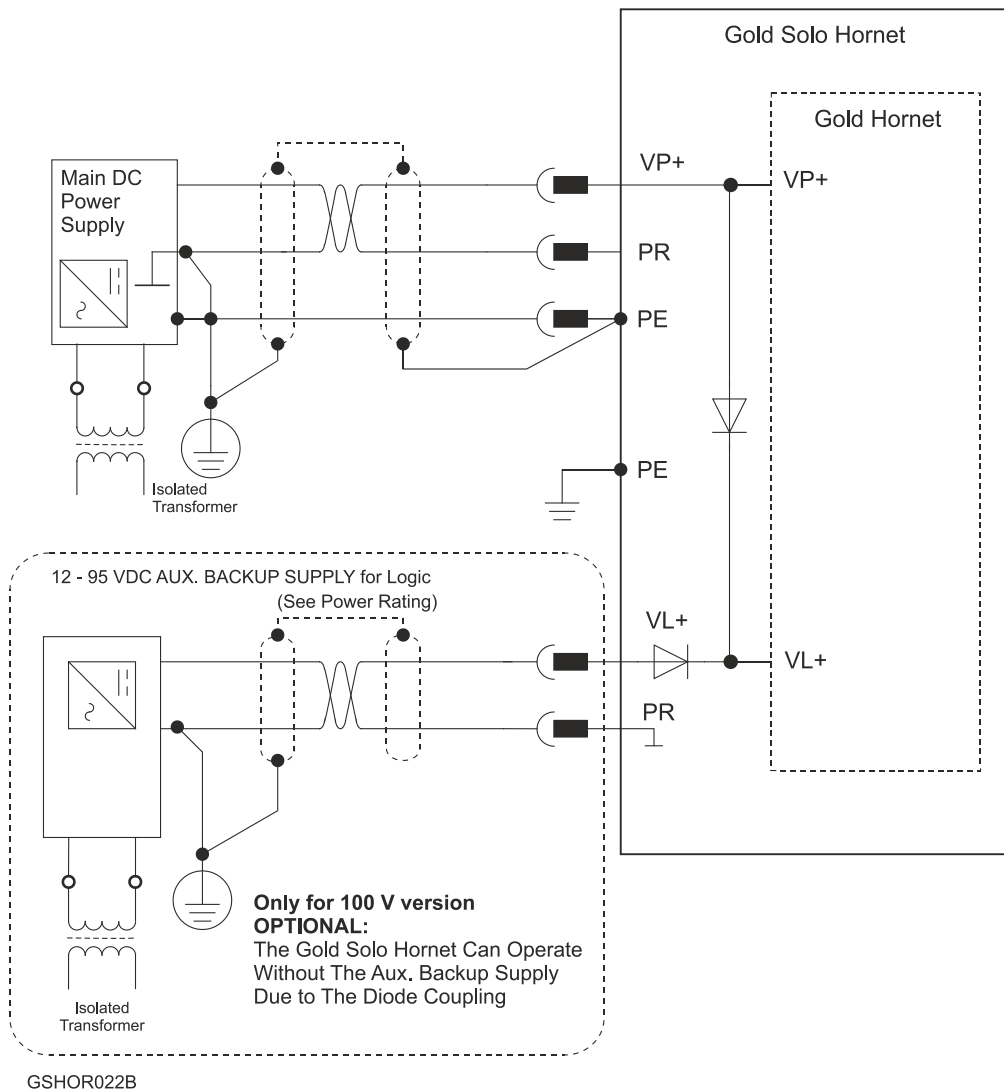 Gold Solo Hornet
Gold Hornet
Main DC
Power
Supply
VP+
VP+
PR
PE
PE
Isolated
Transformer
12 - 95 VDC AUX. BACKUP SUPPLY for Logic
(See Power Rating)
VL+
VL+
PR
Only for 100 V version
OPTIONAL:
The Gold Solo Hornet Can Operate
Without The Aux. Backup Supply
Due to The Diode Coupling
Isolated
Transformer
GSHOR022B